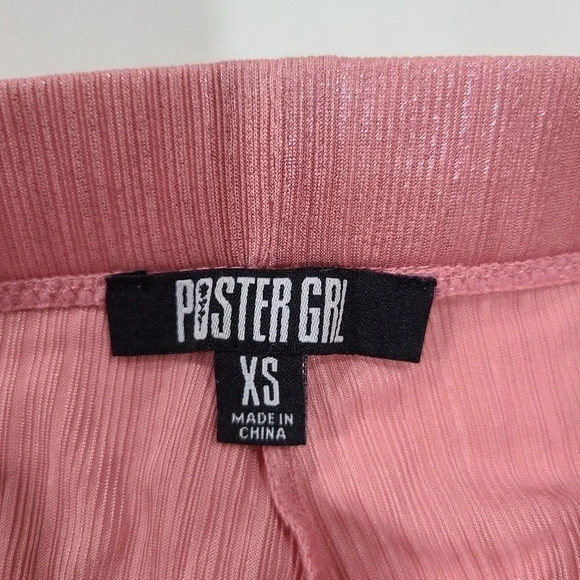 POSTER GRL
XS
MADE IN
CHINA